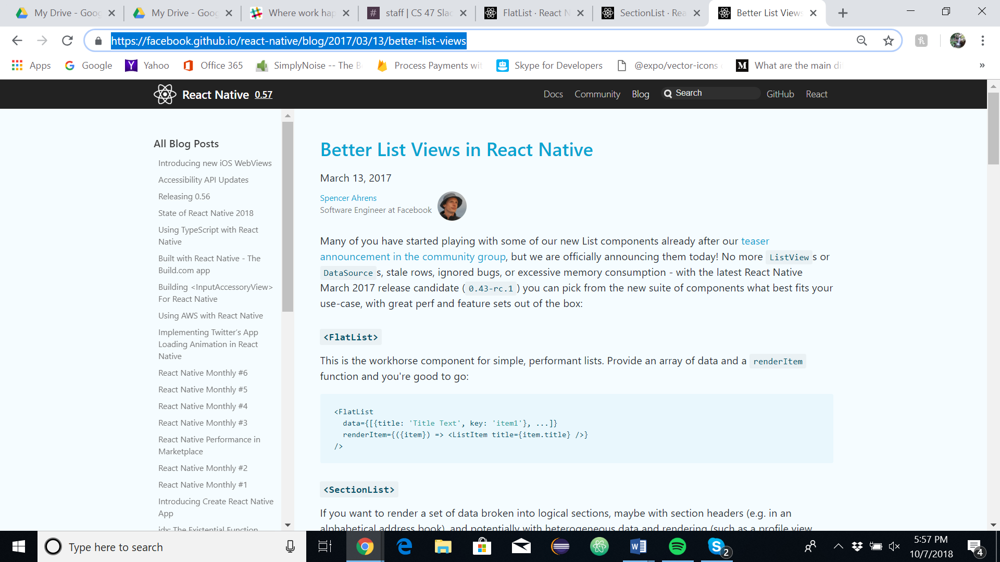 My Drive - Goog
My Drive - Goog
Where work hap
# staff | CS 47 Slac
FlatList · React N
SectionList · Rea
Better List Views
https://facebook.github.io/react-native/blog/2017/03/13/better-list-views
Apps
Google
Yahoo
Office 365
SimplyNoise -- The B
Process Payments wit
Skype for Developers
@expo/vector-icons
M What are the main di
»
React Native 0.57
Docs
Community
Blog
Search
GitHub
React
All Blog Posts
Introducing new iOS WebViews
Accessibility API Updates
Releasing 0.56
State of React Native 2018
Using TypeScript with React
Native
Built with React Native - The
Build.com app
Building <InputAccessoryView>
For React Native
Using AWS with React Native
Implementing Twitter's App
Loading Animation in React
Native
React Native Monthly #6
React Native Monthly #5
React Native Monthly #4
React Native Monthly #3
React Native Performance in
Marketplace
React Native Monthly #2
React Native Monthly #1
Introducing Create React Native
App
idx: The Existential Function
Better List Views in React Native
March 13, 2017
Spencer Ahrens
Software Engineer at Facebook
Many of you have started playing with some of our new List components already after our teaser
announcement in the community group, but we are officially announcing them today! No more ListView s or
DataSource s, stale rows, ignored bugs, or excessive memory consumption - with the latest React Native
March 2017 release candidate ( 0.43-rc.1 ) you can pick from the new suite of components what best fits your
use-case, with great perf and feature sets out of the box:
<FlatList>
This is the workhorse component for simple, performant lists. Provide an array of data and a renderItem
function and you're good to go:
<FlatList
data={[{title: 'Title Text', key: 'item1'}, ...]}
renderItem={({item}) => <ListItem title={item.title} />}
/>
<SectionList>
If you want to render a set of data broken into logical sections, maybe with section headers (e.g. in an
alphabetical address book), and potentially with heterogeneous data and rendering (such as a profile view
Type here to search
2
5:57 PM
10/7/2018
4